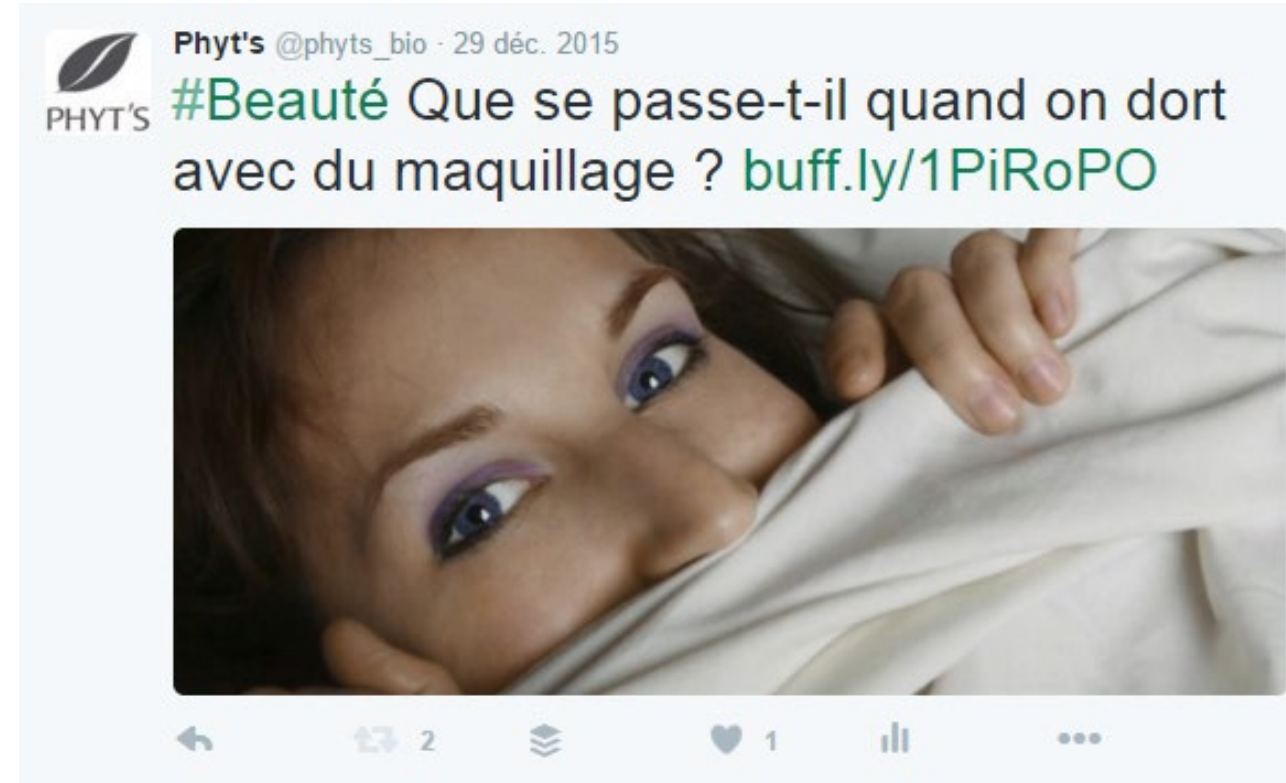 Phyt's @phyts_bio · 29 déc. 2015
PHYT'S
#Beauté Que se passe-t-il quand on dort
avec du maquillage ? buff.ly/1PiRoPO
2 1